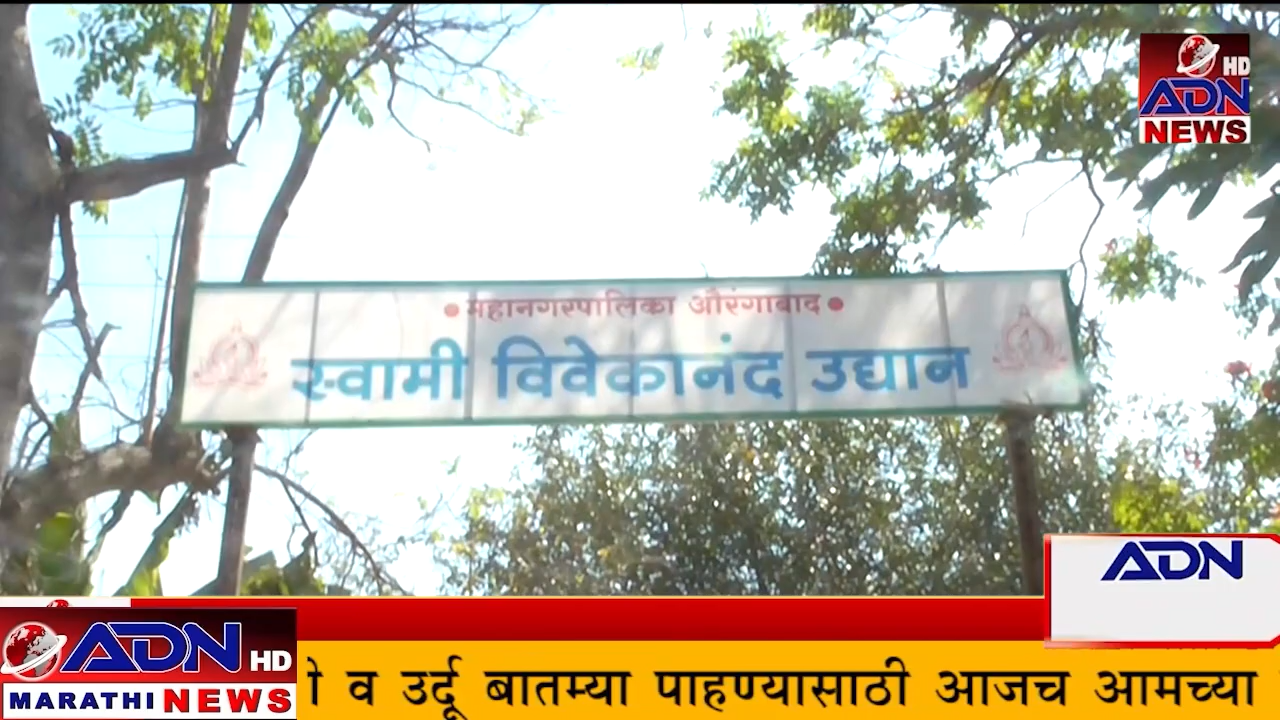 HD
ADN
NEWS
•महानगरपालिका औरंगाबाद•
स्वामी विवेकानंद उद्यान
ADN
ADN HD
MARATHI NEWS
व उर्दू बातम्या पाहण्यासाठी आजच आमच्या